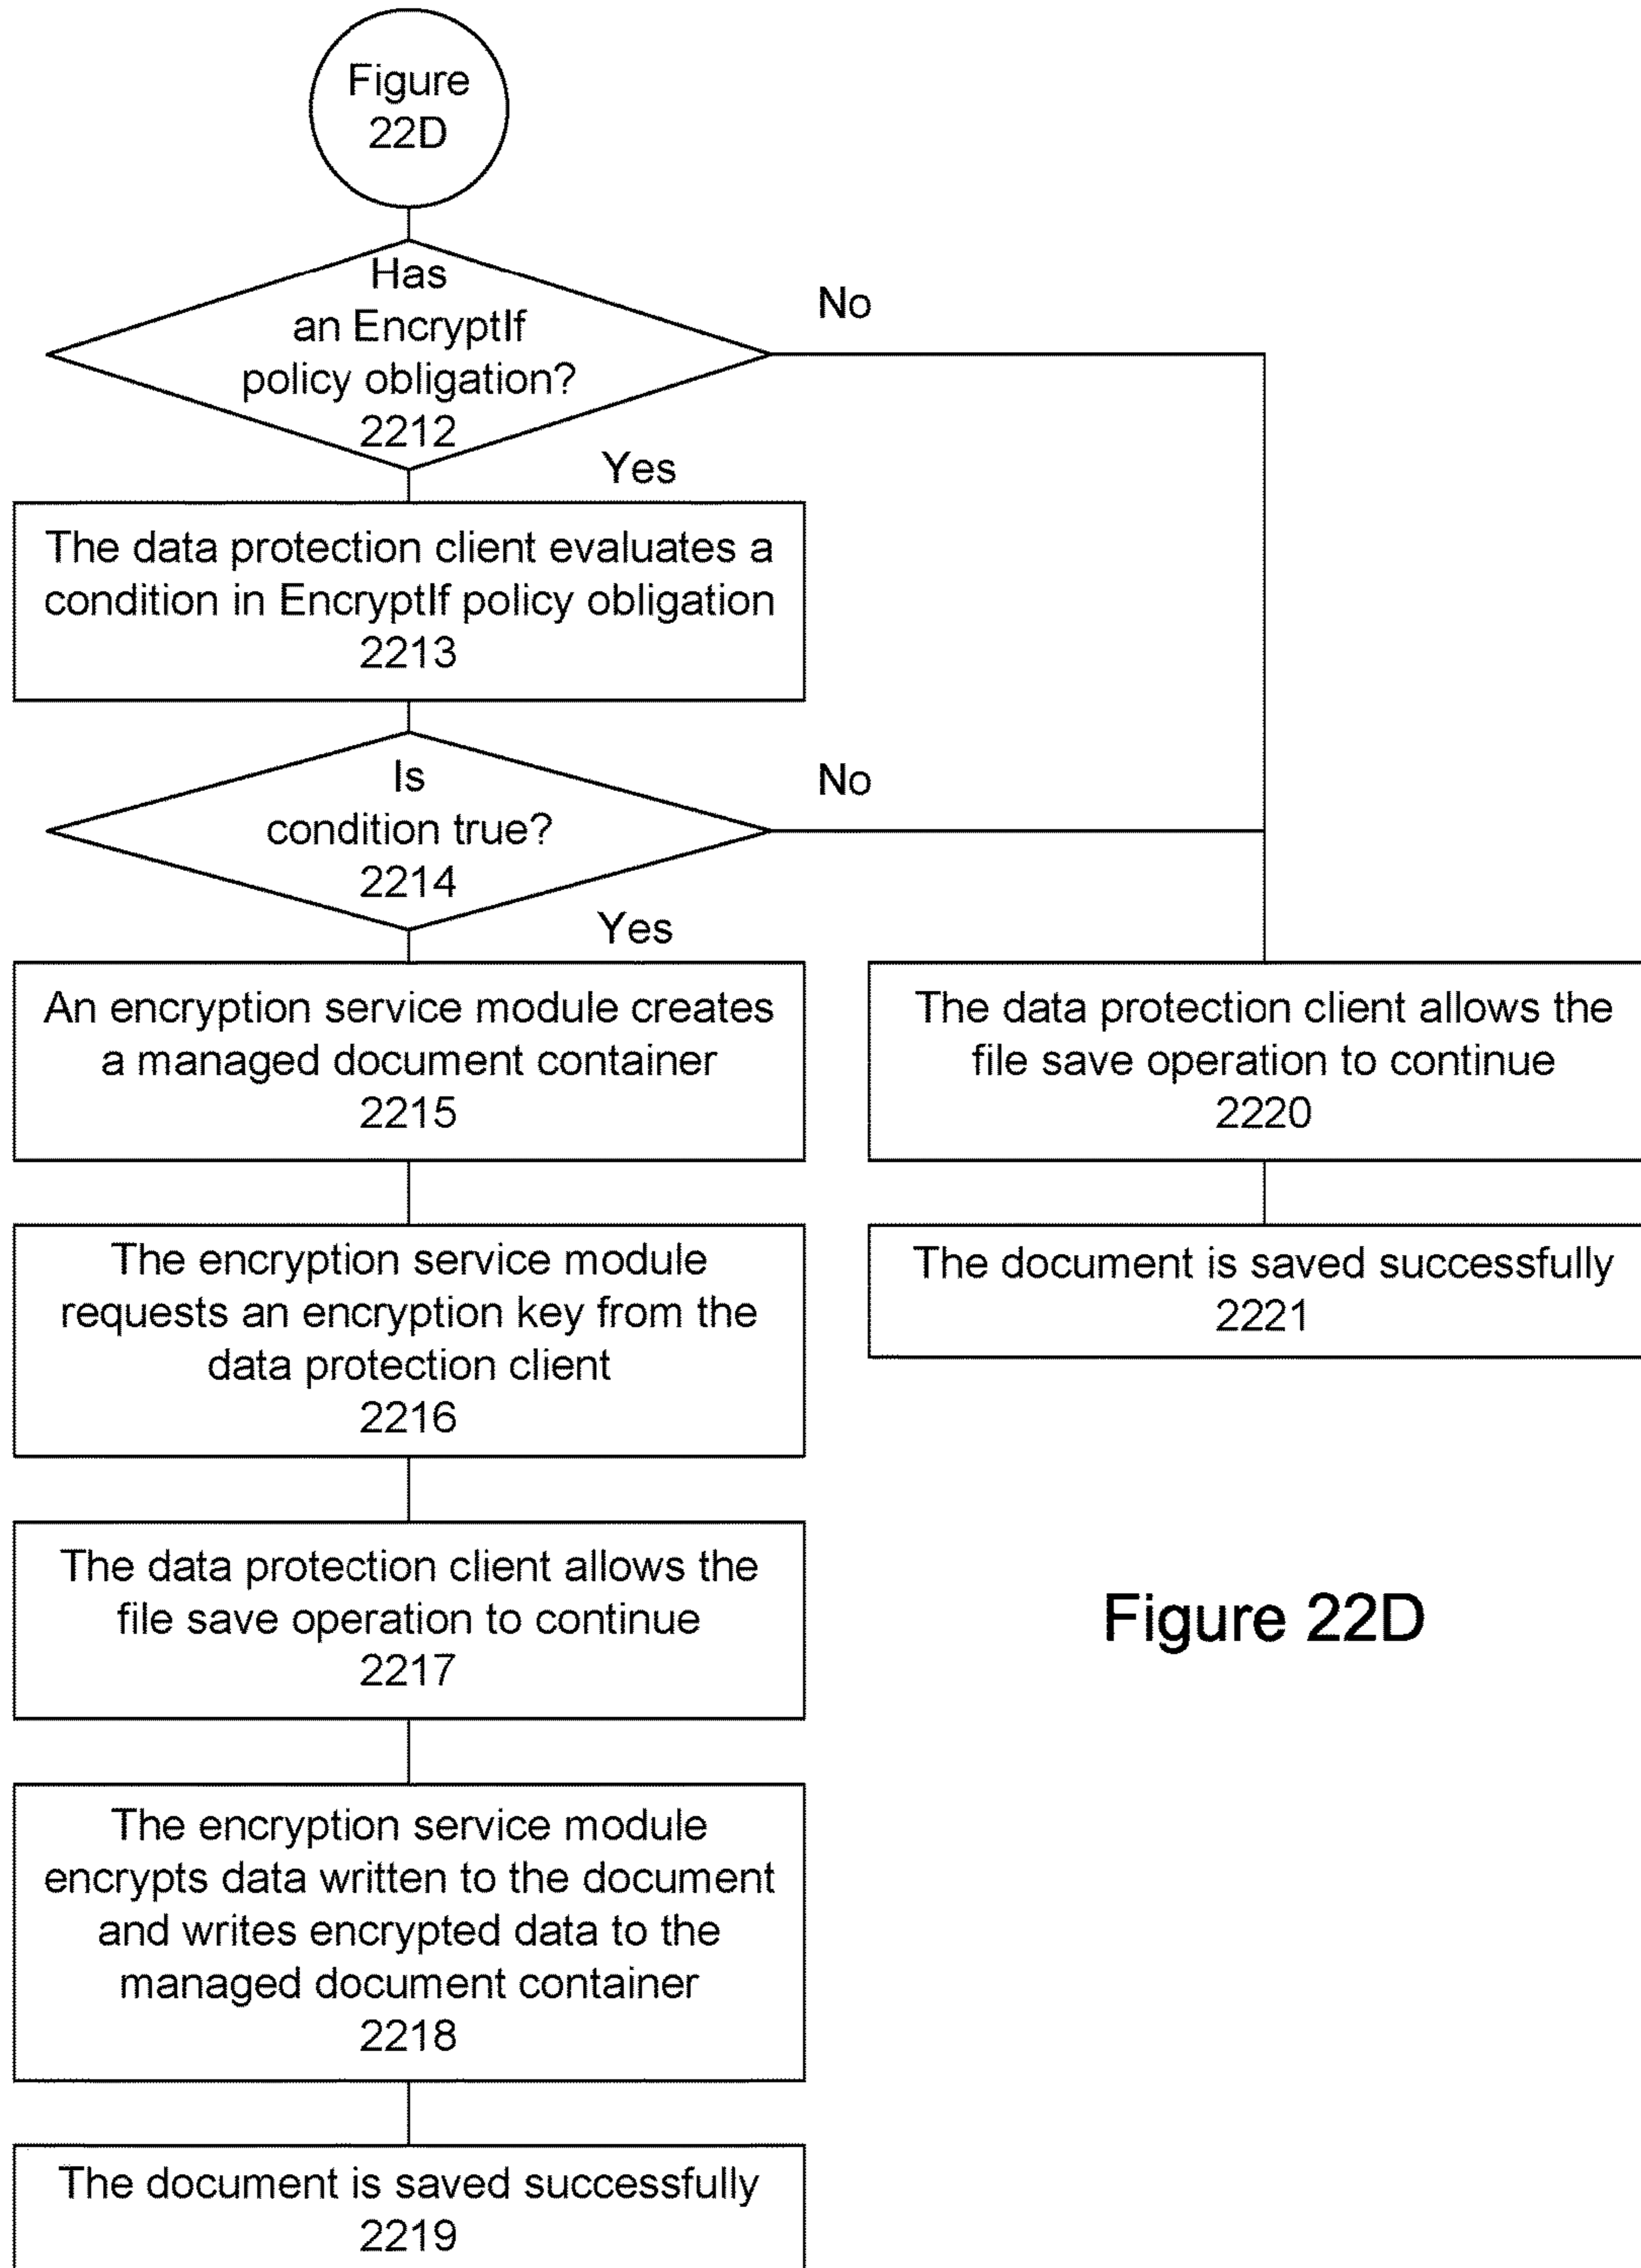 Figure
22D
Has
an EncryptIf
policy obligation?
2212
No
Yes
The data protection client evaluates a
condition in EncryptIf policy obligation
2213
Is
condition true?
2214
No
Yes
An encryption service module creates
a managed document container
2215
The data protection client allows the
file save operation to continue
2220
The encryption service module
requests an encryption key from the
data protection client
2216
The document is saved successfully
2221
The data protection client allows the
file save operation to continue
2217
Figure 22D
The encryption service module
encrypts data written to the document
and writes encrypted data to the
managed document container
2218
The document is saved successfully
2219